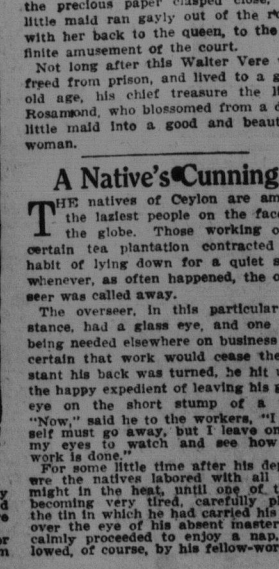 the precious paper clasped close,
little maid ran gayly out of the
with her back to the queen, to the
finite amusement of the court.
Not long after this Walter Vere
freed from prison, and lived to a g
old age, his chief treasure the li
Rosamond, who blossomed from a d
little maid into a good and beaut
woman.
A Native's Cunning
THE natives of Ceylon are am
the laziest people on the face
the globe. Those working o
certain tea plantation contracted
habit of lying down for a quiet s
whenever, as often happened, the o
seer was called away.
The overseer, in this particular
stance, had a glass eye, and one
being needed elsewhere on business
certain that work would cease the
stant his back was turned, he hit u
the happy expedient of leaving his g
eye on the short stump of a
"Now," said he to the workers, "I
self must go away, but I leave on
my eyes to watch and see how
work is done."
For some little time after his dep
ure the natives labored with all
might in the heat, until one of t
becoming very tired, carefully pl
the tin in which he had carried his
over the eye of his absent master
calmly proceeded to enjoy a nap,
lowed, of course, by his fellow-wor